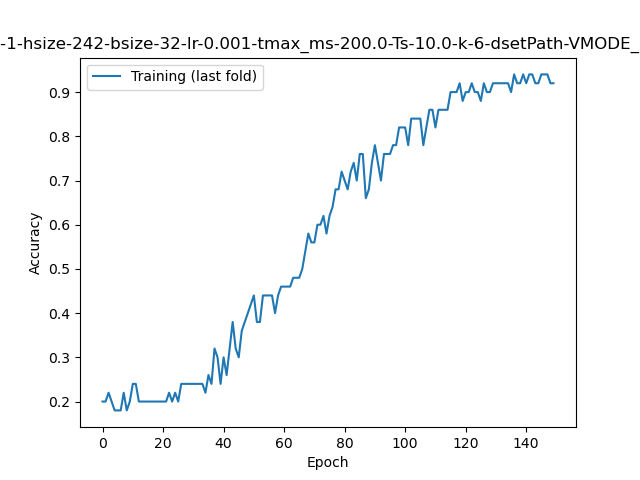 -1-hsize-242-bsize-32-lr-0.001-tmax_ms-200.0-Ts-10.0-k-6-dsetPath-VMODE_
Training (last fold)
Accuracy
0.9
0.8
0.7
0.6
0.5
0.4
0.3
0.2
0 20 40 60 80 100 120 140
Epoch